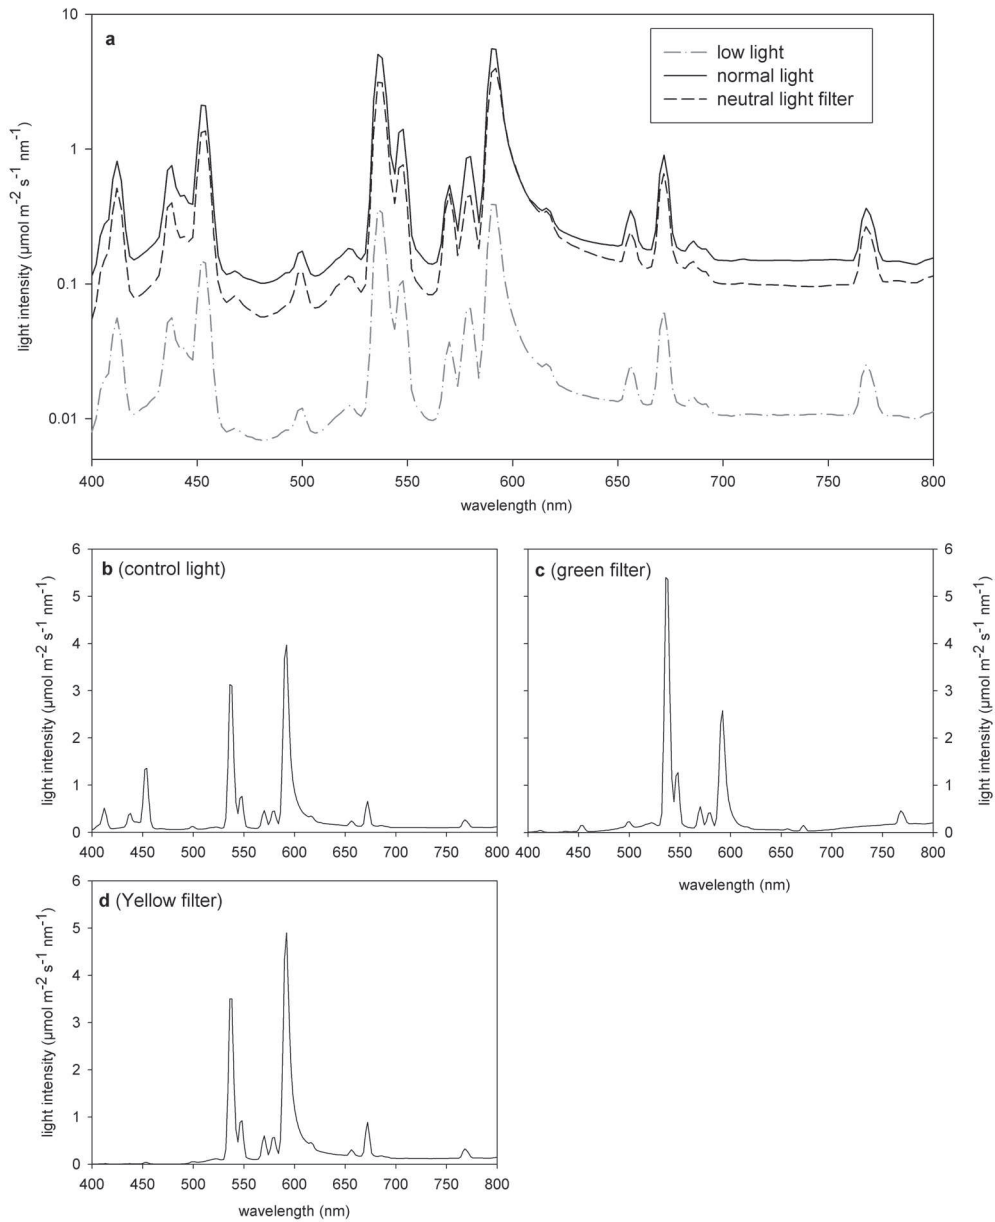 a
low light
normal light
neutral light filter
10
1
0.1
0.01
light intensity (µmol m-2 s-1 nm-1)
400 450 500 550 600 650 700 750 800
wavelength (nm)
b (control light)
6
5
4
3
2
1
0
light intensity (µmol m-2 s-1 nm-1)
400 450 500 550 600 650 700 750 800
c (green filter)
6
5
4
3
2
1
0
light intensity (µmol m-2 s-1 nm-1)
400 450 500 550 600 650 700 750 800
wavelength (nm)
d (Yellow filter)
6
5
4
3
2
1
0
light intensity (µmol m-2 s-1 nm-1)
400 450 500 550 600 650 700 750 800
wavelength (nm)